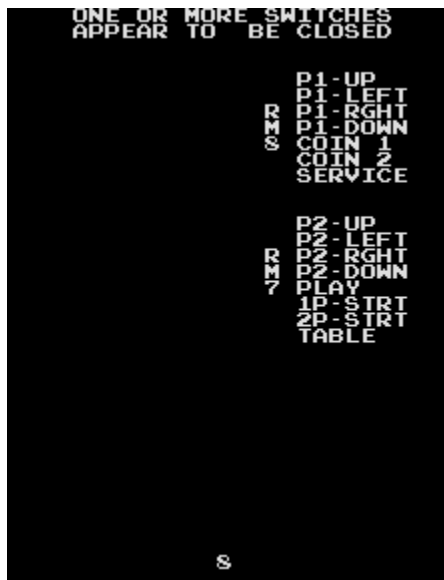 ONE OR MORE SWITCHES
APPEAR TO BE CLOSED
P1-UP
P1-LEFT
R P1-RGHT
M P1-DOWN
8 COIN 1
COIN 2
SERVICE
P2-UP
P2-LEFT
R P2-RGHT
M P2-DOWN
7 PLAY
1P-STRT
2P-STRT
TABLE
8